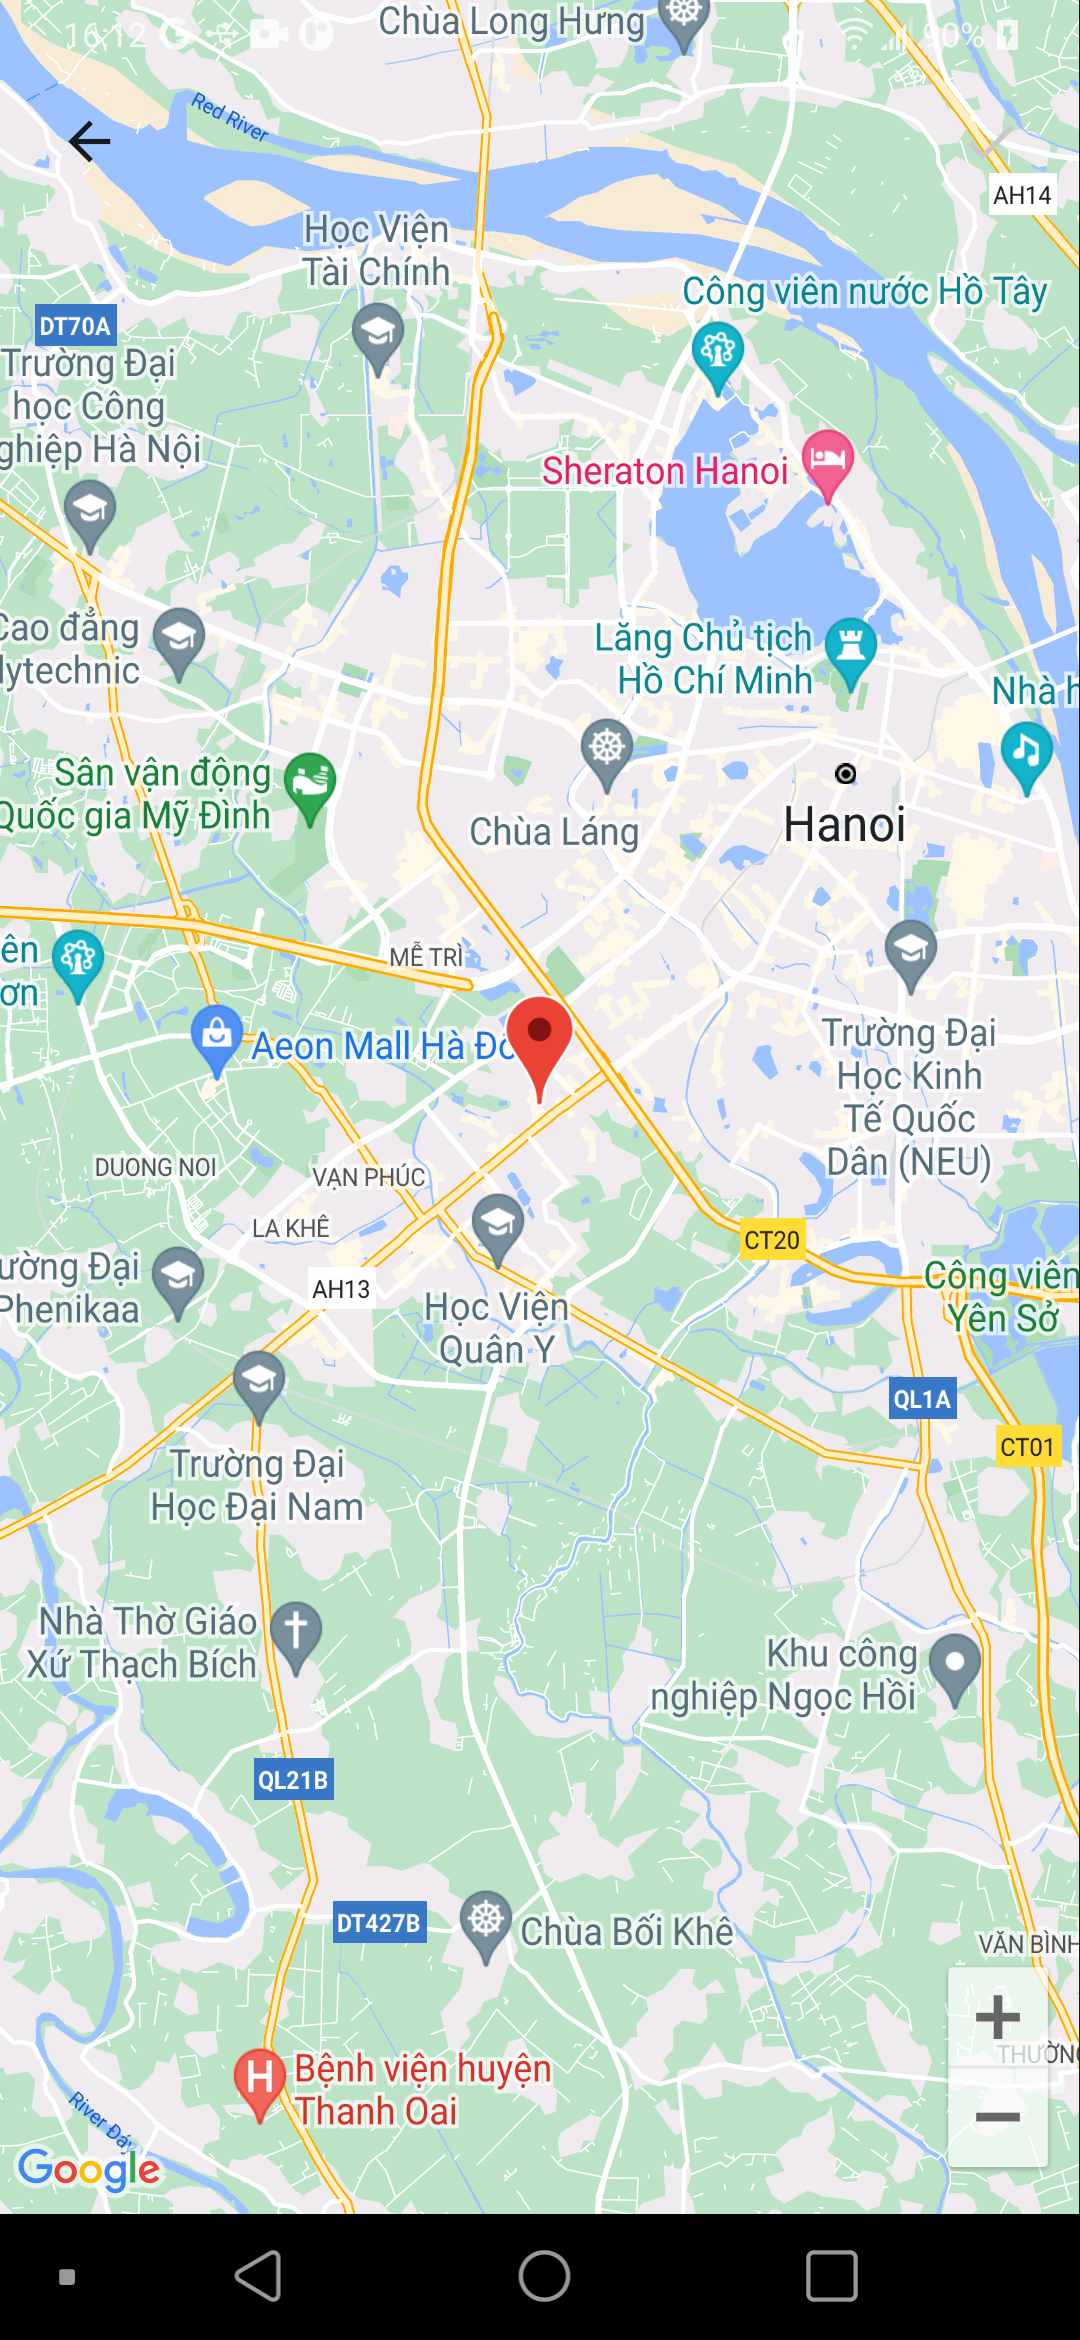 16:12
90%
Chùa Long Hưng
Red River
AH14
Học Viện
Tài Chính
Công viên nước Hồ Tây
DT70A
Trường Đại
học Công
ghiệp Hà Nội
Sheraton Hanoi
Cao đẳng
lytechnic
Lăng Chủ tịch
Hồ Chí Minh
Nhà h
Sân vận động
Quốc gia Mỹ Đình
Chùa Láng
Hanoi
MỄ TRÌ
ên
ơn
Aeon Mall Hà Đô
Trường Đại
Học Kinh
Tế Quốc
Dân (NEU)
DUONG NOI
VẠN PHÚC
LA KHÊ
CT20
ường Đại
Phenikaa
AH13
Học Viện
Quân Y
Công viên
Yên Sở
QL1A
CT01
Trường Đại
Học Đại Nam
Nhà Thờ Giáo
Xứ Thạch Bích
Khu công
nghiệp Ngọc Hồi
QL21B
DT427B
Chùa Bối Khê
VĂN BÌNH
THƯỜNG
Bệnh viện huyện
Thanh Oai
River Đáy
Google